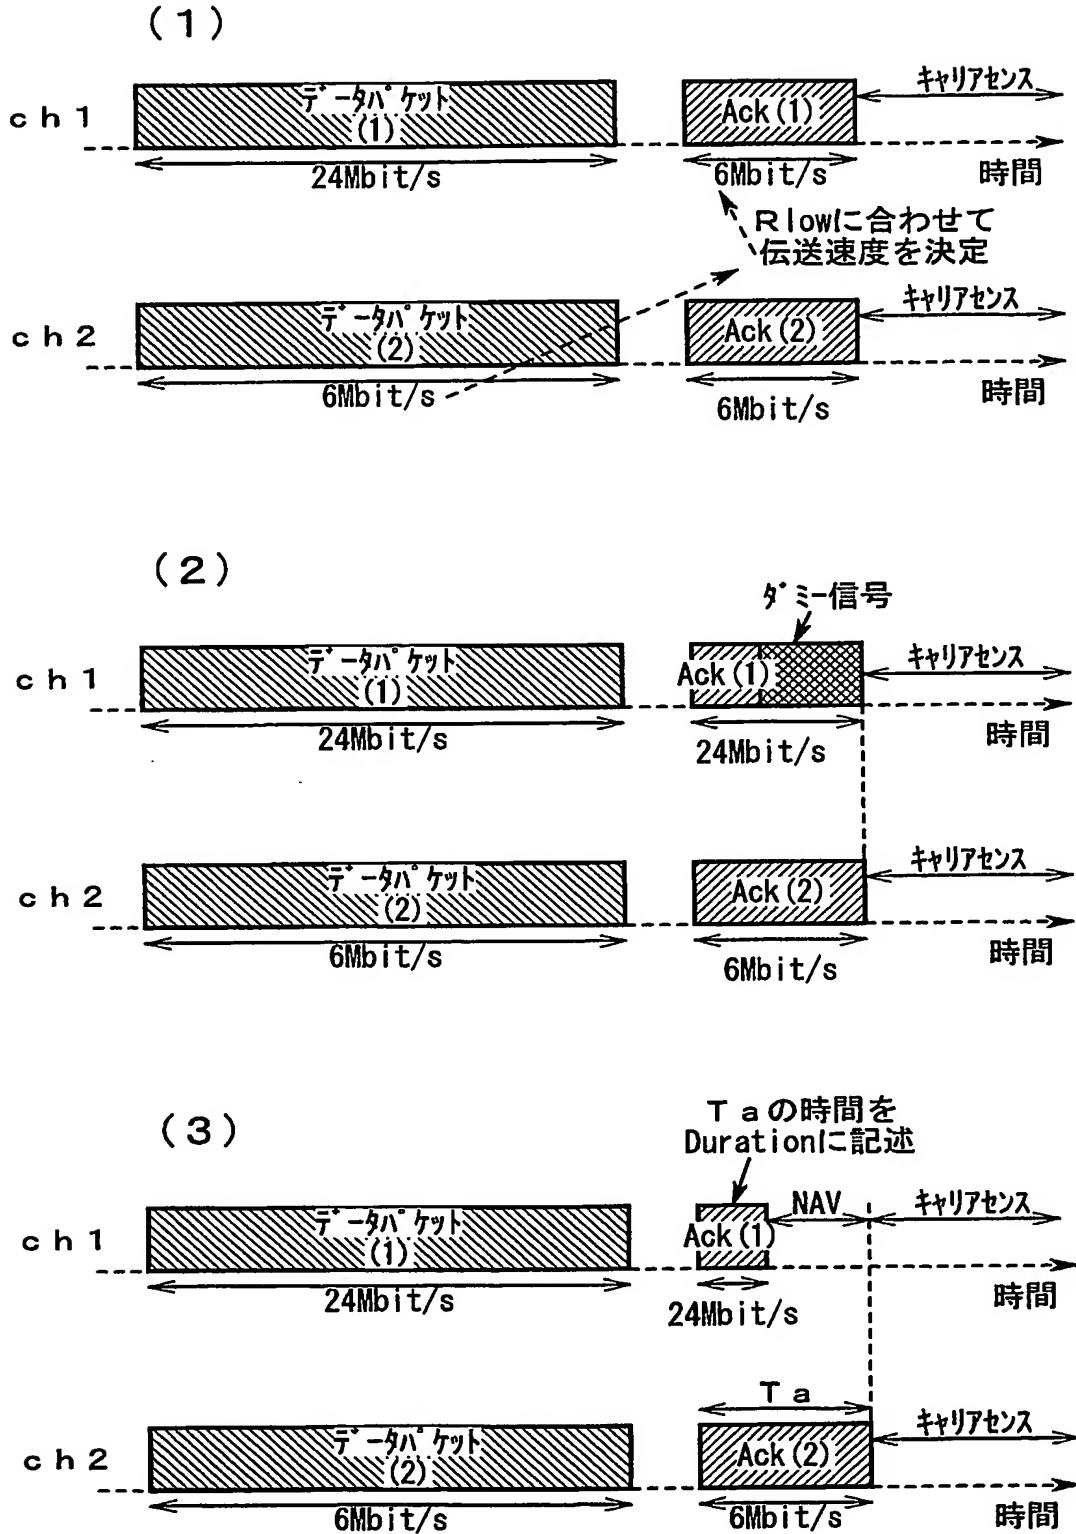 (1)
ch1
データパケット
(1)
Ack(1)
キャリアセンス
24Mbit/s
6Mbit/s
時間
Rlowに合わせて
伝送速度を決定
ch2
データパケット
(2)
Ack(2)
キャリアセンス
6Mbit/s
6Mbit/s
時間
(2)
ダミー信号
ch1
データパケット
(1)
Ack(1)
キャリアセンス
24Mbit/s
24Mbit/s
時間
ch2
データパケット
(2)
Ack(2)
キャリアセンス
6Mbit/s
6Mbit/s
時間
(3)
Taの時間を
Durationに記述
ch1
データパケット
(1)
Ack(1)
NAV
キャリアセンス
24Mbit/s
24Mbit/s
時間
Ta
ch2
データパケット
(2)
Ack(2)
キャリアセンス
6Mbit/s
6Mbit/s
時間